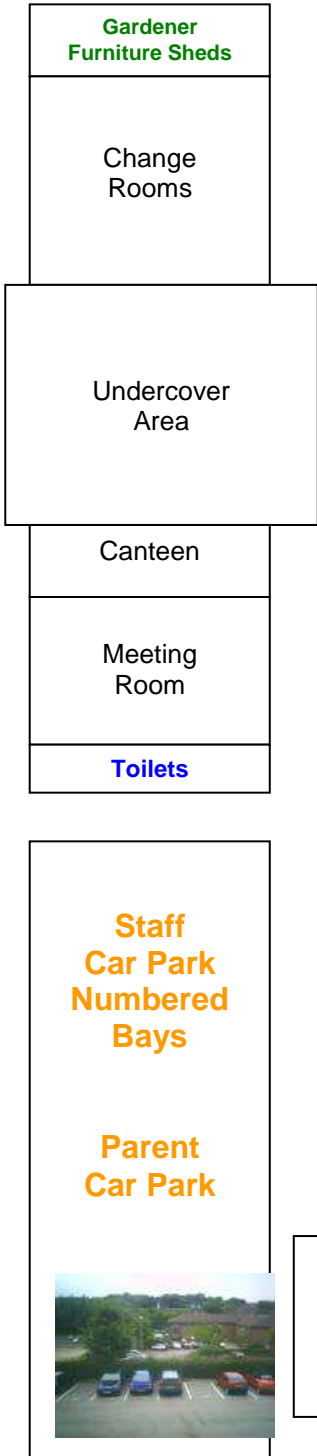 Gardener
Furniture Sheds
Change
Rooms
Undercover
Area
Canteen
Meeting
Room
Toilets
Staff
Car Park
Numbered
Bays
Parent
Car Park